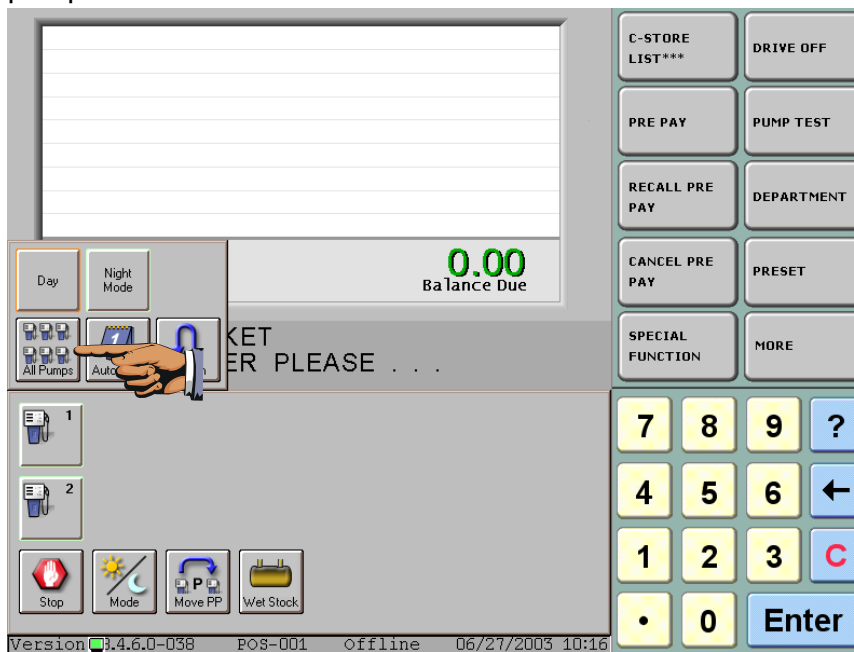 C-STORE
LIST***
DRIVE OFF
PRE PAY
PUMP TEST
RECALL PRE
PAY
DEPARTMENT
0.00
Balance Due
CANCEL PRE
PAY
PRESET
Day
Night
Mode
KET
ER PLEASE . . .
SPECIAL
FUNCTION
MORE
1
All Pumps
1
2
7 8 9 ?
4 5 6 ←
1 2 3 C
. 0 Enter
P
Stop
Mode
Move PP
Wet Stock
POS-001 Offline 06/27/2003 10:16
Version 3.4.6.0-038